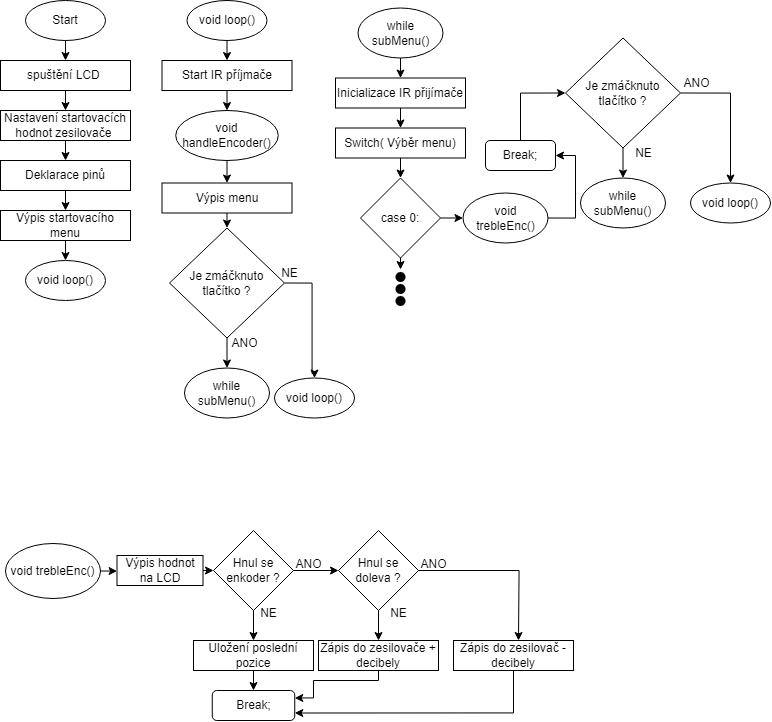 Start
spuštění LCD
Nastavení startovacích
hodnot zesilovače
Deklarace pinů
Výpis startovacího
menu
void loop()
void loop()
Start IR příjmače
void
handleEncoder()
Výpis menu
Je zmáčknuto
tlačítko ?
NE
ANO
while
subMenu()
void loop()
while
subMenu()
Inicializace IR přijímače
Switch( Výběr menu)
case 0:
void
trebleEnc()
Break;
Je zmáčknuto
tlačítko ?
ANO
NE
while
subMenu()
void loop()
void trebleEnc()
Výpis hodnot
na LCD
Hnul se
enkoder ?
ANO
NE
Hnul se
doleva ?
ANO
NE
Uložení poslední
pozice
Zápis do zesilovače +
decibely
Zápis do zesilovač -
decibely
Break;